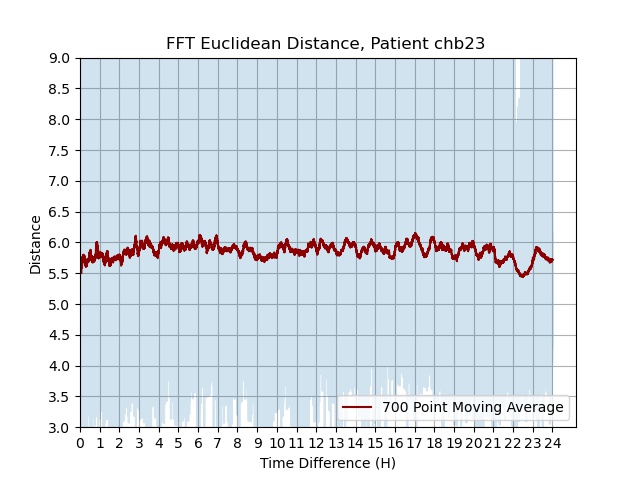 FFT Euclidean Distance, Patient chb23
9.0
8.5
8.0
7.5
7.0
6.5
6.0
5.5
5.0
4.5
4.0
3.5
3.0
Distance
700 Point Moving Average
0 1 2 3 4 5 6 7 8 9 10 11 12 13 14 15 16 17 18 19 20 21 22 23 24
Time Difference (H)